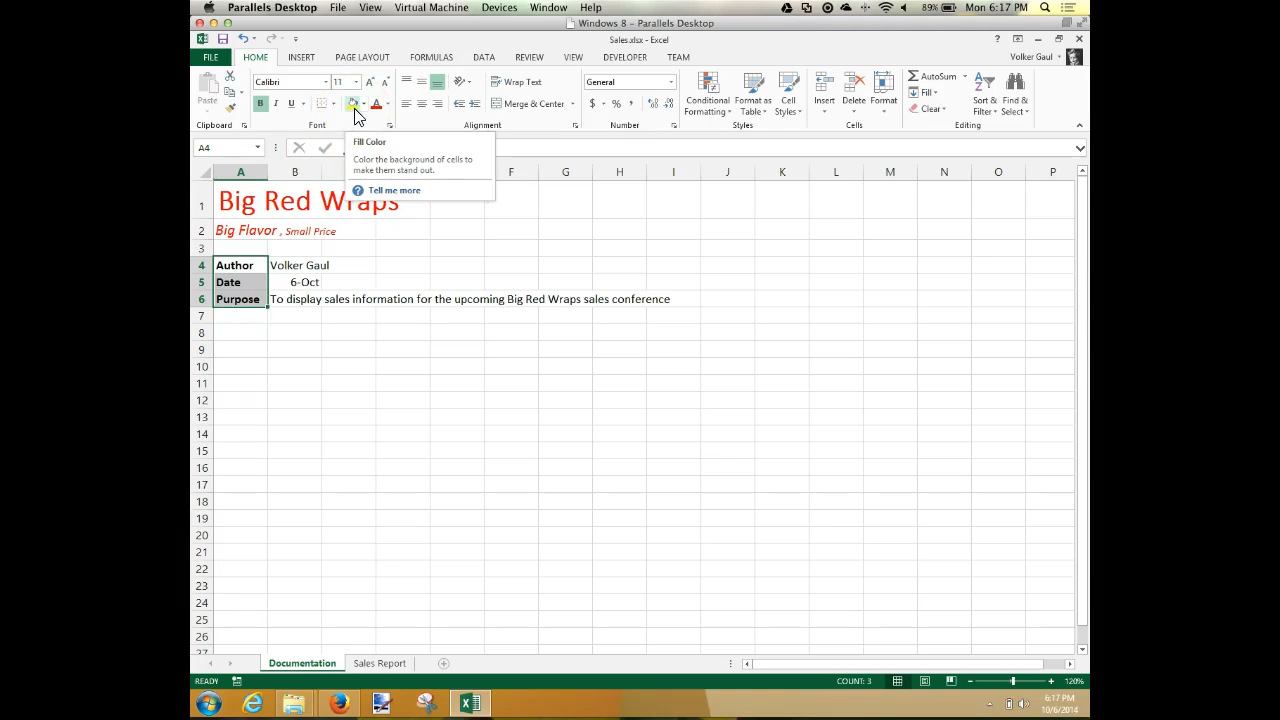 Parallels Desktop File View Virtual Machine Devices Window Help 89% Mon 6:17 PM
Windows 8 - Parallels Desktop
Sales.xlsx - Excel
FILE HOME INSERT PAGE LAYOUT FORMULAS DATA REVIEW VIEW DEVELOPER TEAM Volker Gaul
Calibri 11 Wrap Text General AutoSum
Paste B I U A Merge & Center $ % , Conditional Formatting Format as Table Cell Styles Insert Delete Format Fill Clear Sort & Filter Find & Select
Clipboard Font Alignment Number Styles Cells Editing
A4
Fill Color
Color the background of cells to
make them stand out.
? Tell me more
A B F G H I J K L M N O P
1 Big Red Wraps
2 Big Flavor , Small Price
3
4 Author Volker Gaul
5 Date 6-Oct
6 Purpose To display sales information for the upcoming Big Red Wraps sales conference
7
8
9
10
11
12
13
14
15
16
17
18
19
20
21
22
23
24
25
26
27
Documentation Sales Report
READY COUNT: 3 120%
6:17 PM
10/6/2014